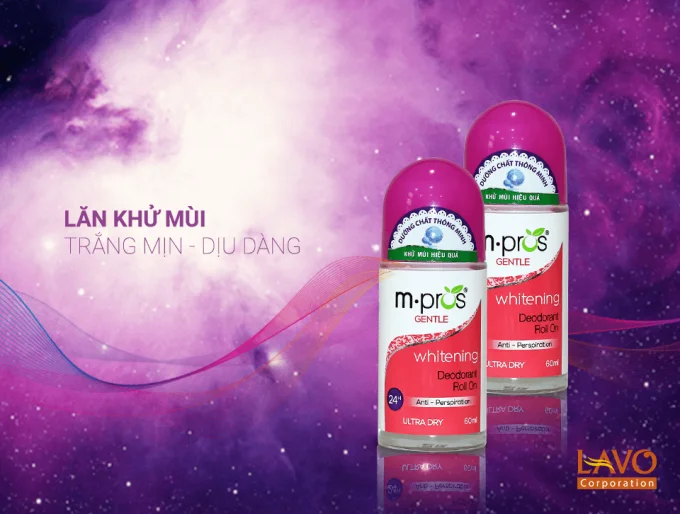 LĂN KHỬ MÙI
TRẮNG MỊN - DỊU DÀNG
DƯỠNG CHẤT THÔNG MINH
KHỬ MÙI HIỆU QUẢ
m·pros®
GENTLE
whitening
Deodorant
Roll On
24H
Anti - Perspiration
ULTRA DRY 60ml
DƯỠNG CHẤT THÔNG MINH
KHỬ MÙI HIỆU QUẢ
m·pros®
GENTLE
whitening
Deodorant
Roll On
Anti - Perspiration
ULTRA DRY 60ml
LAVO
Corporation